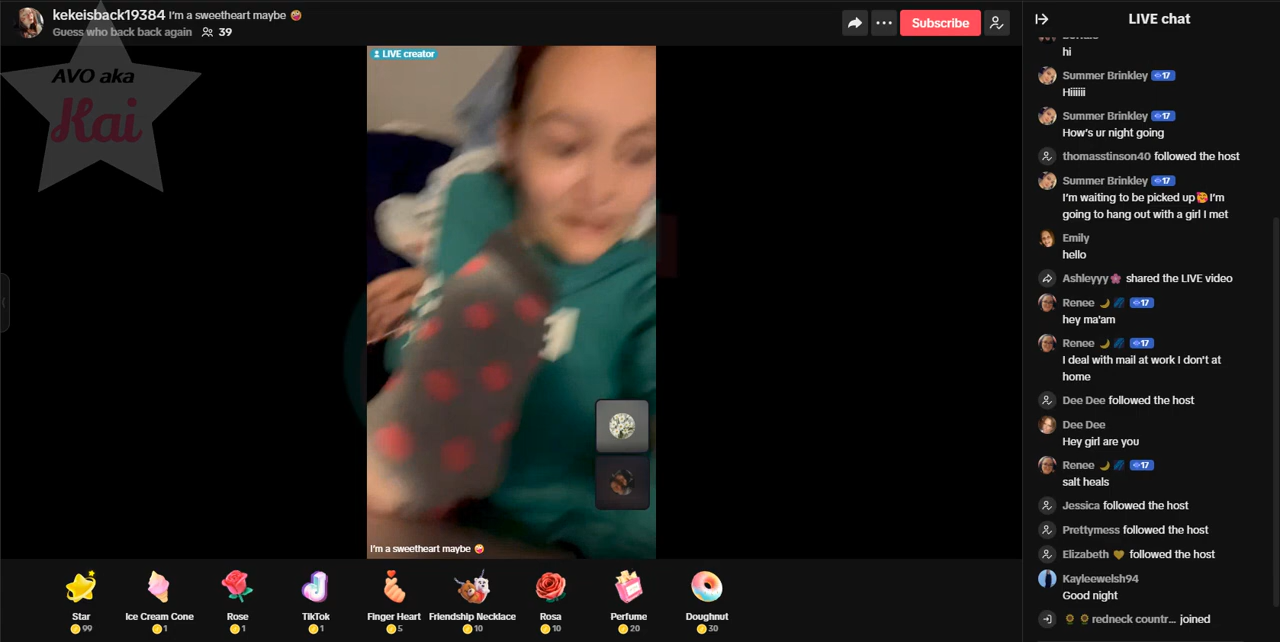 kekeisback19384 I'm a sweetheart maybe 🤪
Guess who back back again 39
Subscribe
LIVE chat
AVO aka
Kai
LIVE creator
I'm a sweetheart maybe 🤪
hi
Summer Brinkley 17
Hiiiiii
Summer Brinkley 17
How's ur night going
thomasstinson40 followed the host
Summer Brinkley 17
I'm waiting to be picked up🥰I'm
going to hang out with a girl I met
Emily
hello
Ashleyyy🌸 shared the LIVE video
Renee 🌙 17
hey ma'am
Renee 🌙 17
I deal with mail at work I don't at
home
Dee Dee followed the host
Dee Dee
Hey girl are you
Renee 🌙 17
salt heals
Jessica followed the host
Prettymess followed the host
Elizabeth followed the host
Kayleewelsh94
Good night
🌻 🌻 redneck countr... joined
Star
99
Ice Cream Cone
1
Rose
1
TikTok
1
Finger Heart
5
Friendship Necklace
10
Rosa
10
Perfume
20
Doughnut
30